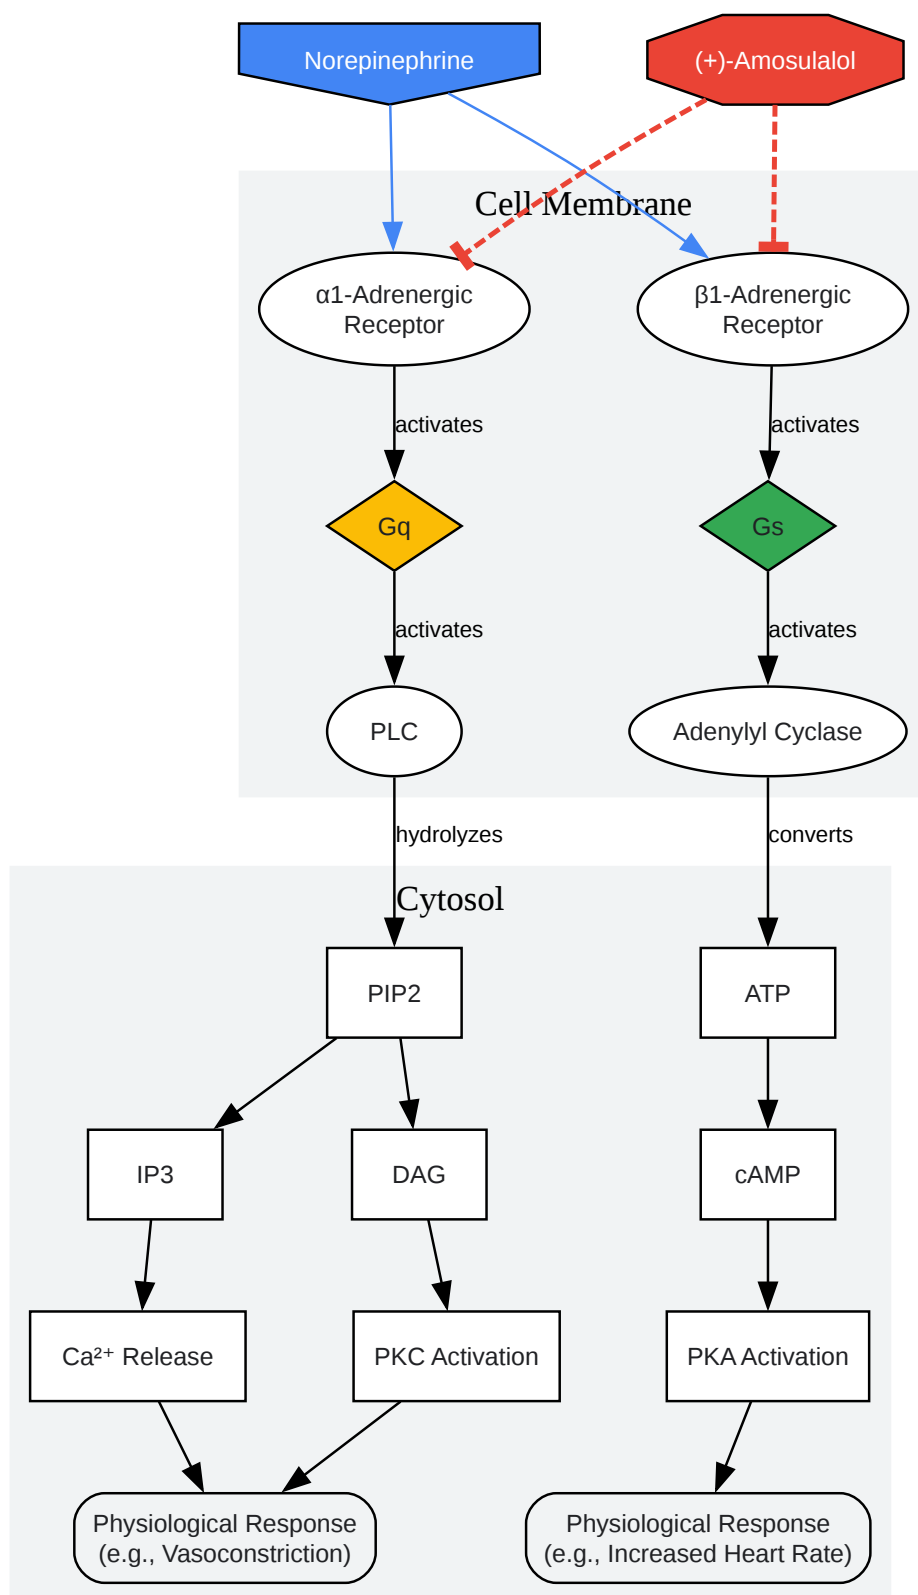 Norepinephrine
(+)-Amosulalol
Cell Membrane
α1-Adrenergic
Receptor
β1-Adrenergic
Receptor
activates
activates
Gq
Gs
activates
activates
PLC
Adenylyl Cyclase
hydrolyzes
converts
Cytosol
PIP2
ATP
IP3
DAG
cAMP
Ca²⁺ Release
PKC Activation
PKA Activation
Physiological Response
(e.g., Vasoconstriction)
Physiological Response
(e.g., Increased Heart Rate)